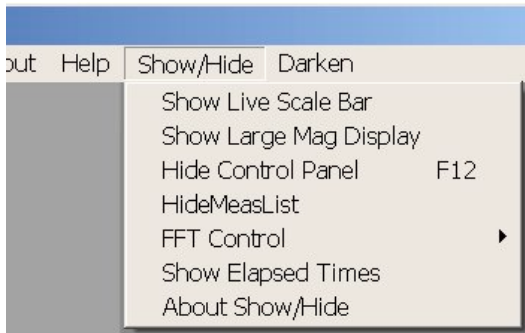 Help Show/Hide Darken
Show Live Scale Bar
Show Large Mag Display
Hide Control Panel F12
HideMeasList
FFT Control
Show Elapsed Times
About Show/Hide